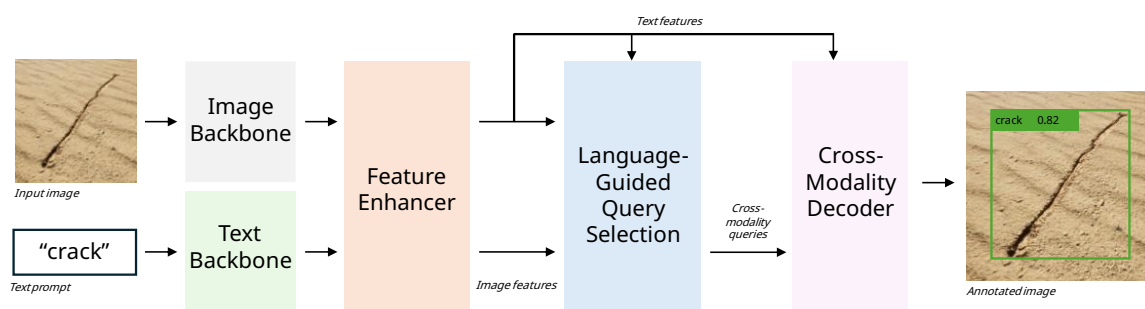 Text features
Image
Backbone
Input image
“crack”
Text prompt
Text
Backbone
Feature
Enhancer
Image features
Language-
Guided
Query
Selection
Cross-
modality
queries
Cross-
Modality
Decoder
crack 0.82
Annotated image